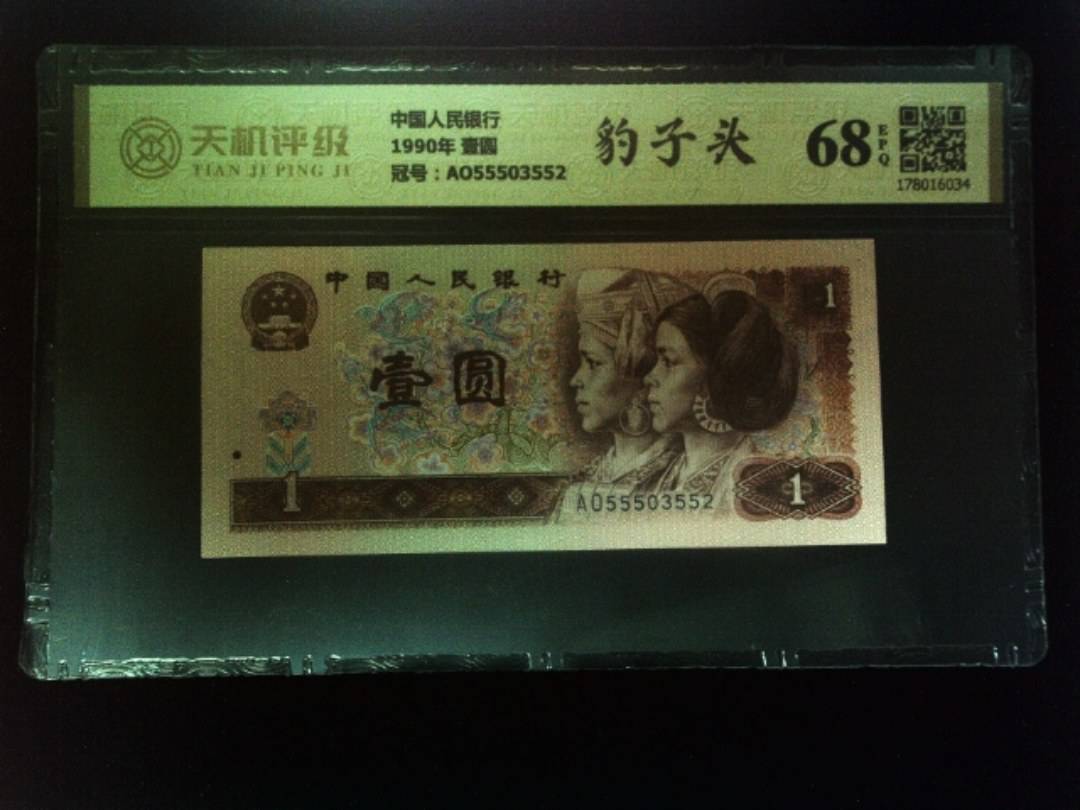 天机评级
TIAN JI PING JI
中国人民银行
1990年 壹圆
冠号：AO55503552
豹子头
68
EPQ
178016034
中国人民银行
壹圆
1
1
AO55503552
1